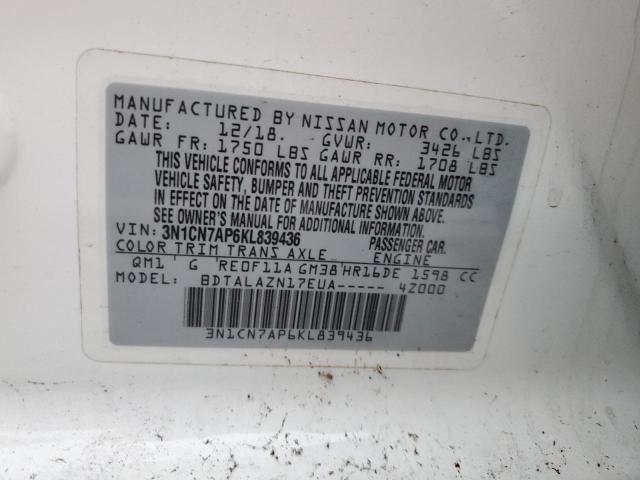 MANUFACTURED BY NISSAN MOTOR CO., LTD.
DATE: 12/18. GVWR: 3426 LBS
GAWR FR: 1750 LBS GAWR RR: 1708 LBS
THIS VEHICLE CONFORMS TO ALL APPLICABLE FEDERAL MOTOR
VEHICLE SAFETY, BUMPER AND THEFT PREVENTION STANDARDS
IN EFFECT ON THE DATE OF MANUFACTURE SHOWN ABOVE.
SEE OWNER'S MANUAL FOR ADDITIONAL INFORMATION.
VIN: 3N1CN7AP6KL839436 PASSENGER CAR.
COLOR TRIM TRANS AXLE ENGINE
QM1 G RE0F11A GM38 HR16DE 1598 CC
MODEL: BDTALAZN17EUA----- 4Z000
3N1CN7AP6KL839436